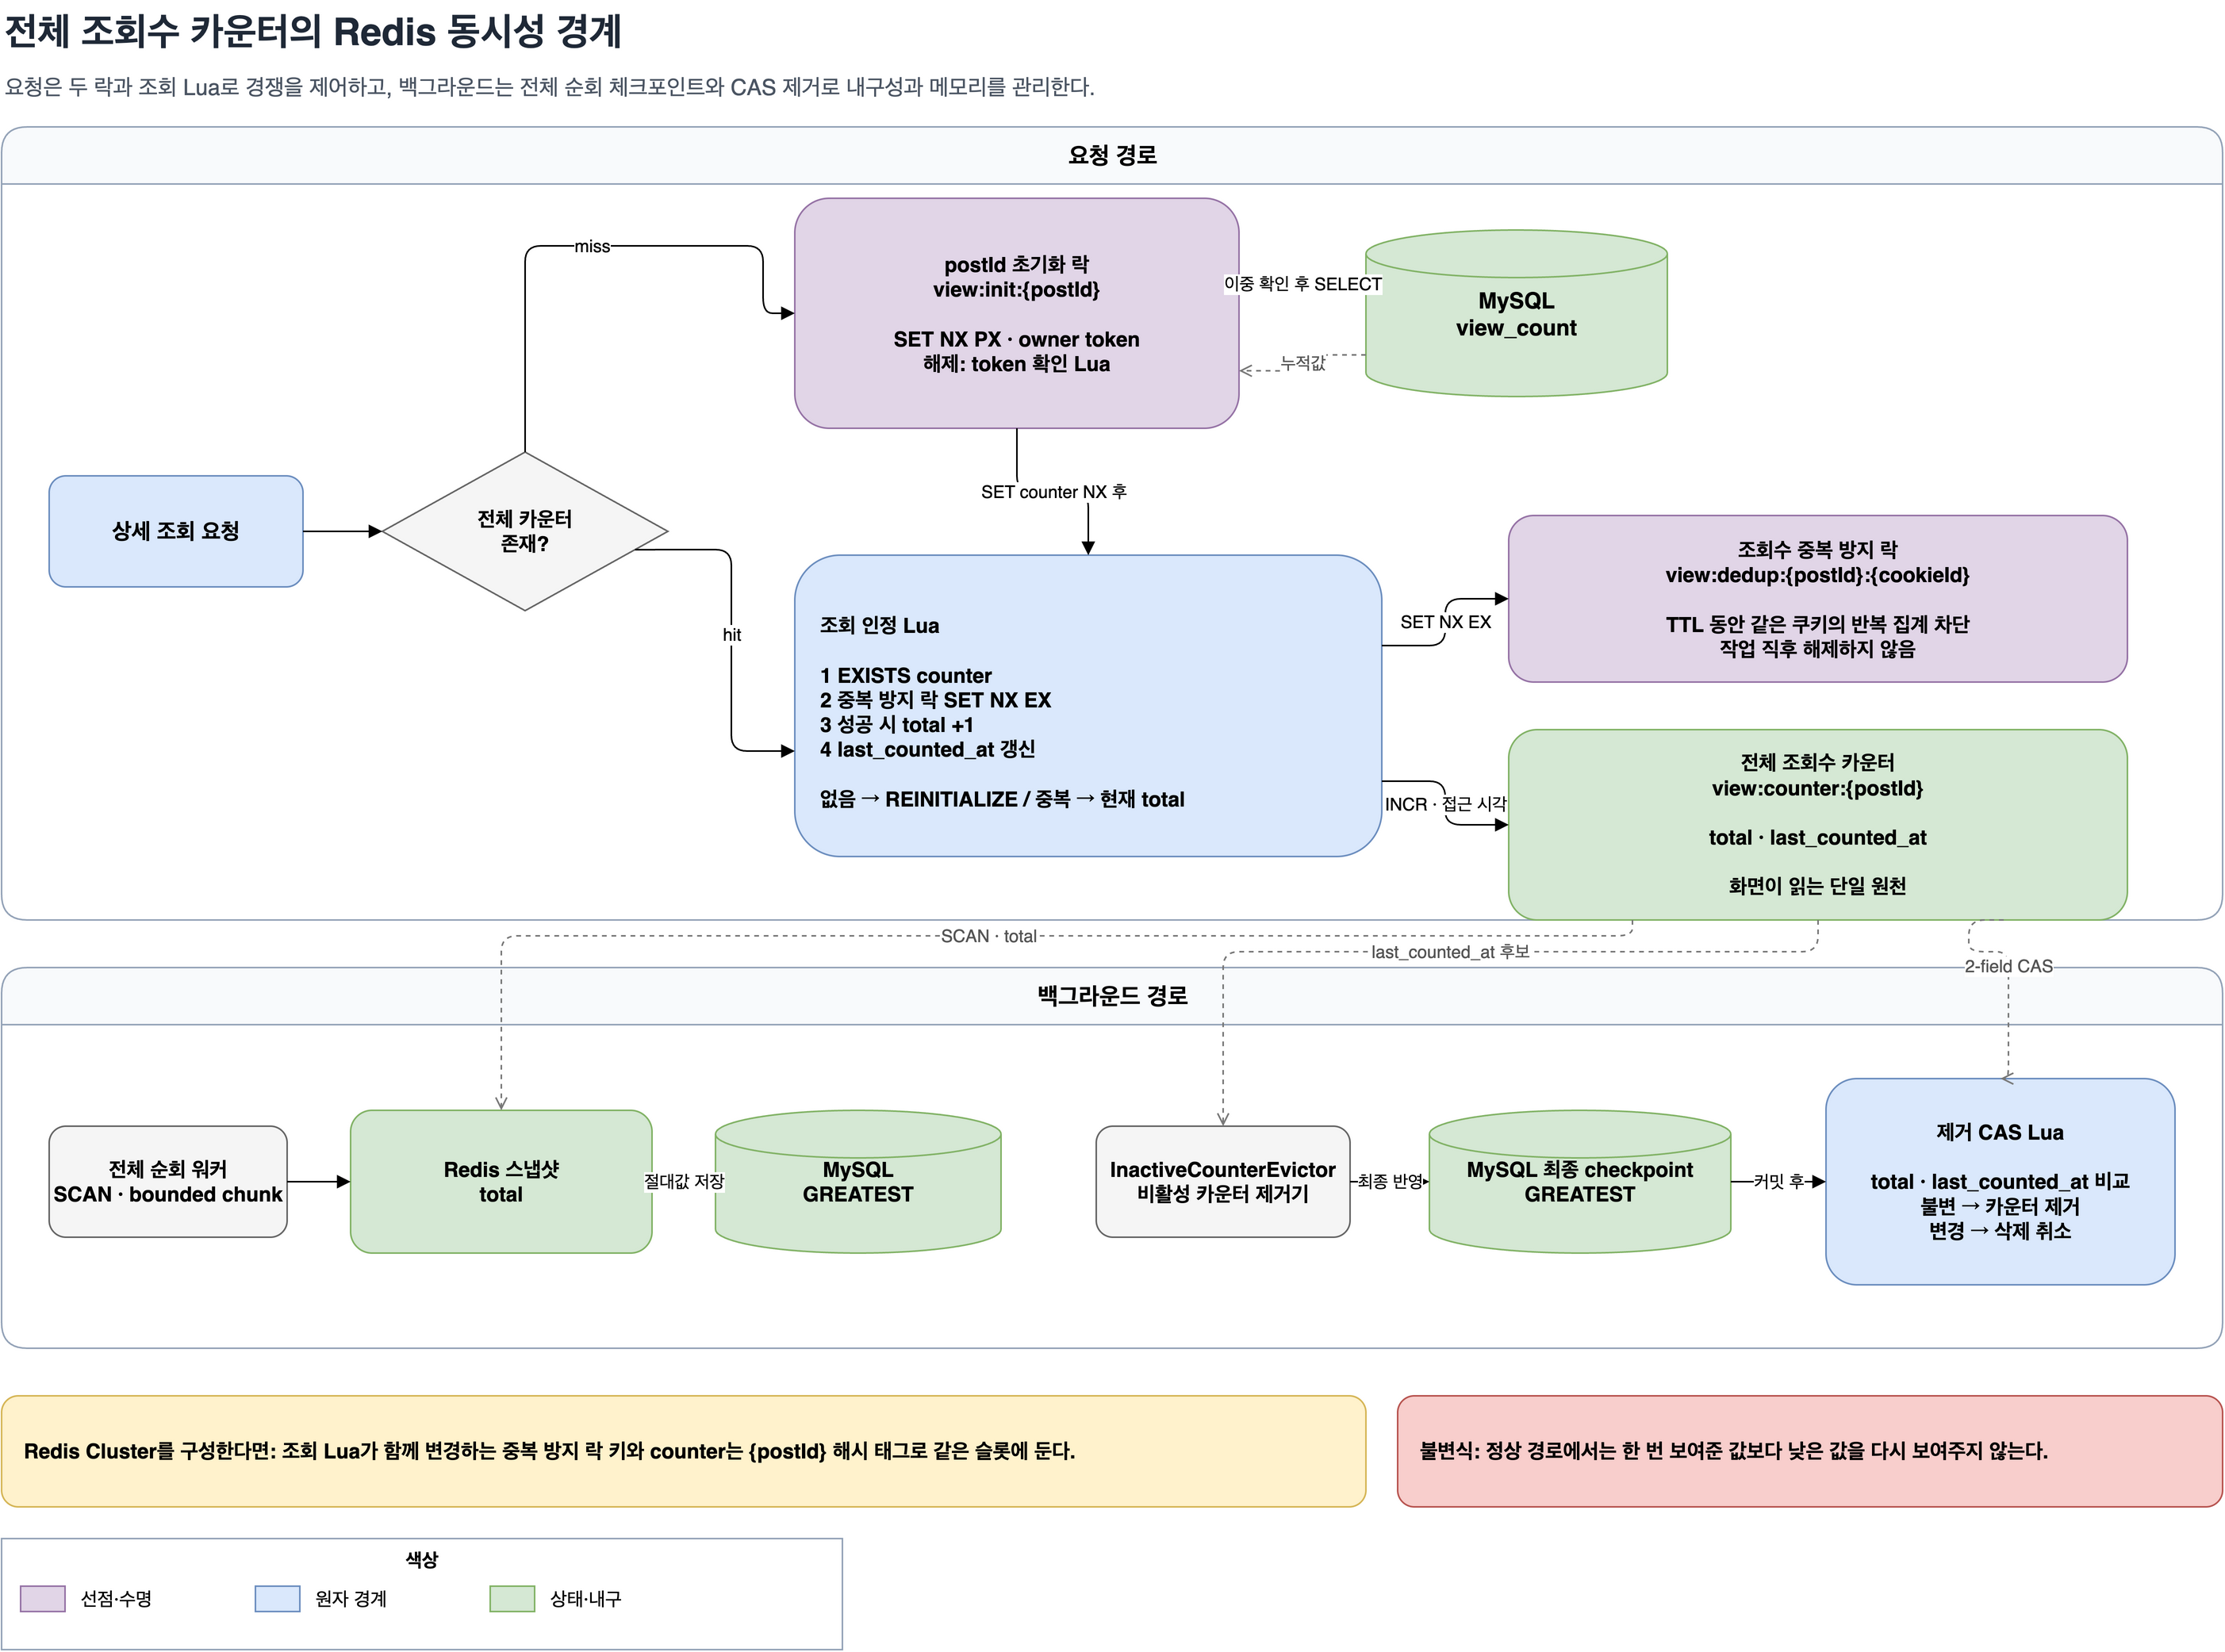 전체 조회수 카운터의 Redis 동시성 경계
요청은 두 락과 조회 Lua로 경쟁을 제어하고, 백그라운드는 전체 순회 체크포인트와 CAS 제거로 내구성과 메모리를 관리한다.
요청 경로
miss
postId 초기화 락
view:init:{postId}
SET NX PX · owner token
해제: token 확인 Lua
이중 확인 후 SELECT
누적값
MySQL
view_count
상세 조회 요청
전체 카운터
존재?
hit
SET counter NX 후
조회 인정 Lua
1 EXISTS counter
2 중복 방지 락 SET NX EX
3 성공 시 total +1
4 last_counted_at 갱신
없음 → REINITIALIZE / 중복 → 현재 total
SET NX EX
조회수 중복 방지 락
view:dedup:{postId}:{cookieId}
TTL 동안 같은 쿠키의 반복 집계 차단
작업 직후 해제하지 않음
INCR · 접근 시각
전체 조회수 카운터
view:counter:{postId}
total · last_counted_at
화면이 읽는 단일 원천
SCAN · total
last_counted_at 후보
2-field CAS
백그라운드 경로
전체 순회 워커
SCAN · bounded chunk
Redis 스냅샷
total
절대값 저장
MySQL
GREATEST
InactiveCounterEvictor
비활성 카운터 제거기
최종 반영
MySQL 최종 checkpoint
GREATEST
커밋 후
제거 CAS Lua
total · last_counted_at 비교
불변 → 카운터 제거
변경 → 삭제 취소
Redis Cluster를 구성한다면: 조회 Lua가 함께 변경하는 중복 방지 락 키와 counter는 {postId} 해시 태그로 같은 슬롯에 둔다.
불변식: 정상 경로에서는 한 번 보여준 값보다 낮은 값을 다시 보여주지 않는다.
색상
선점·수명
원자 경계
상태·내구